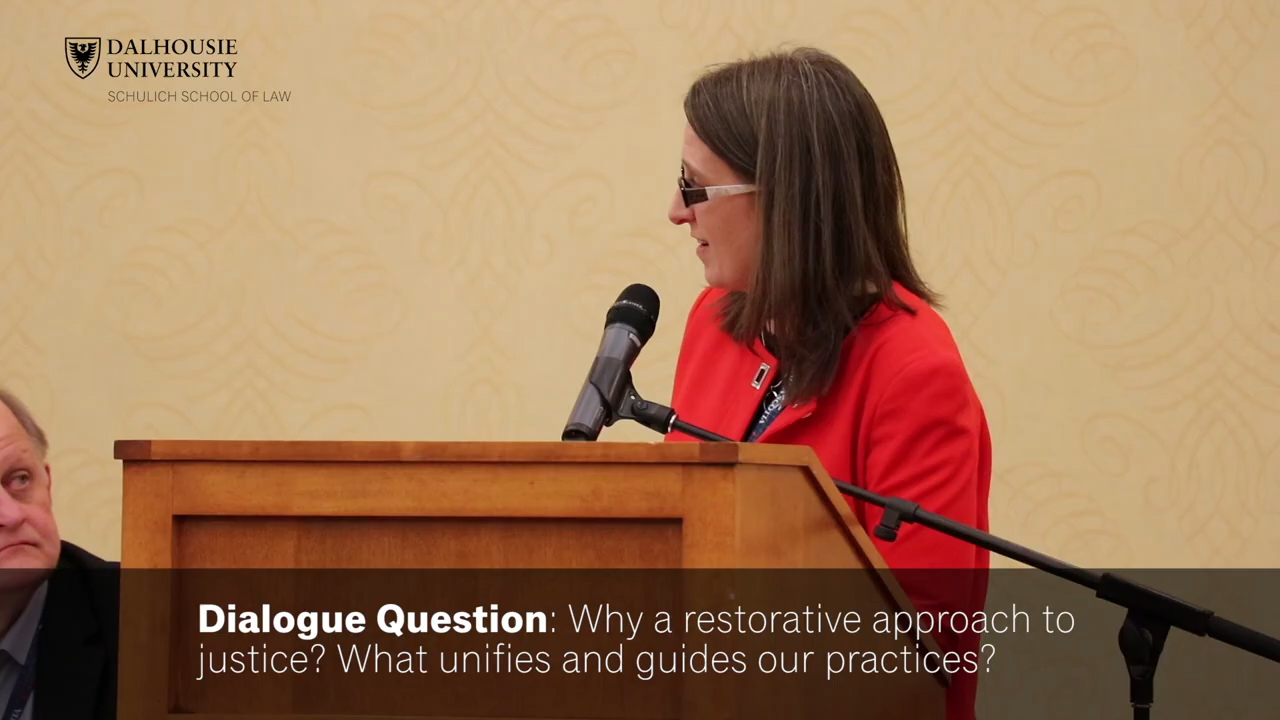 DALHOUSIE
UNIVERSITY
SCHULICH SCHOOL OF LAW
Dialogue Question: Why a restorative approach to
justice? What unifies and guides our practices?